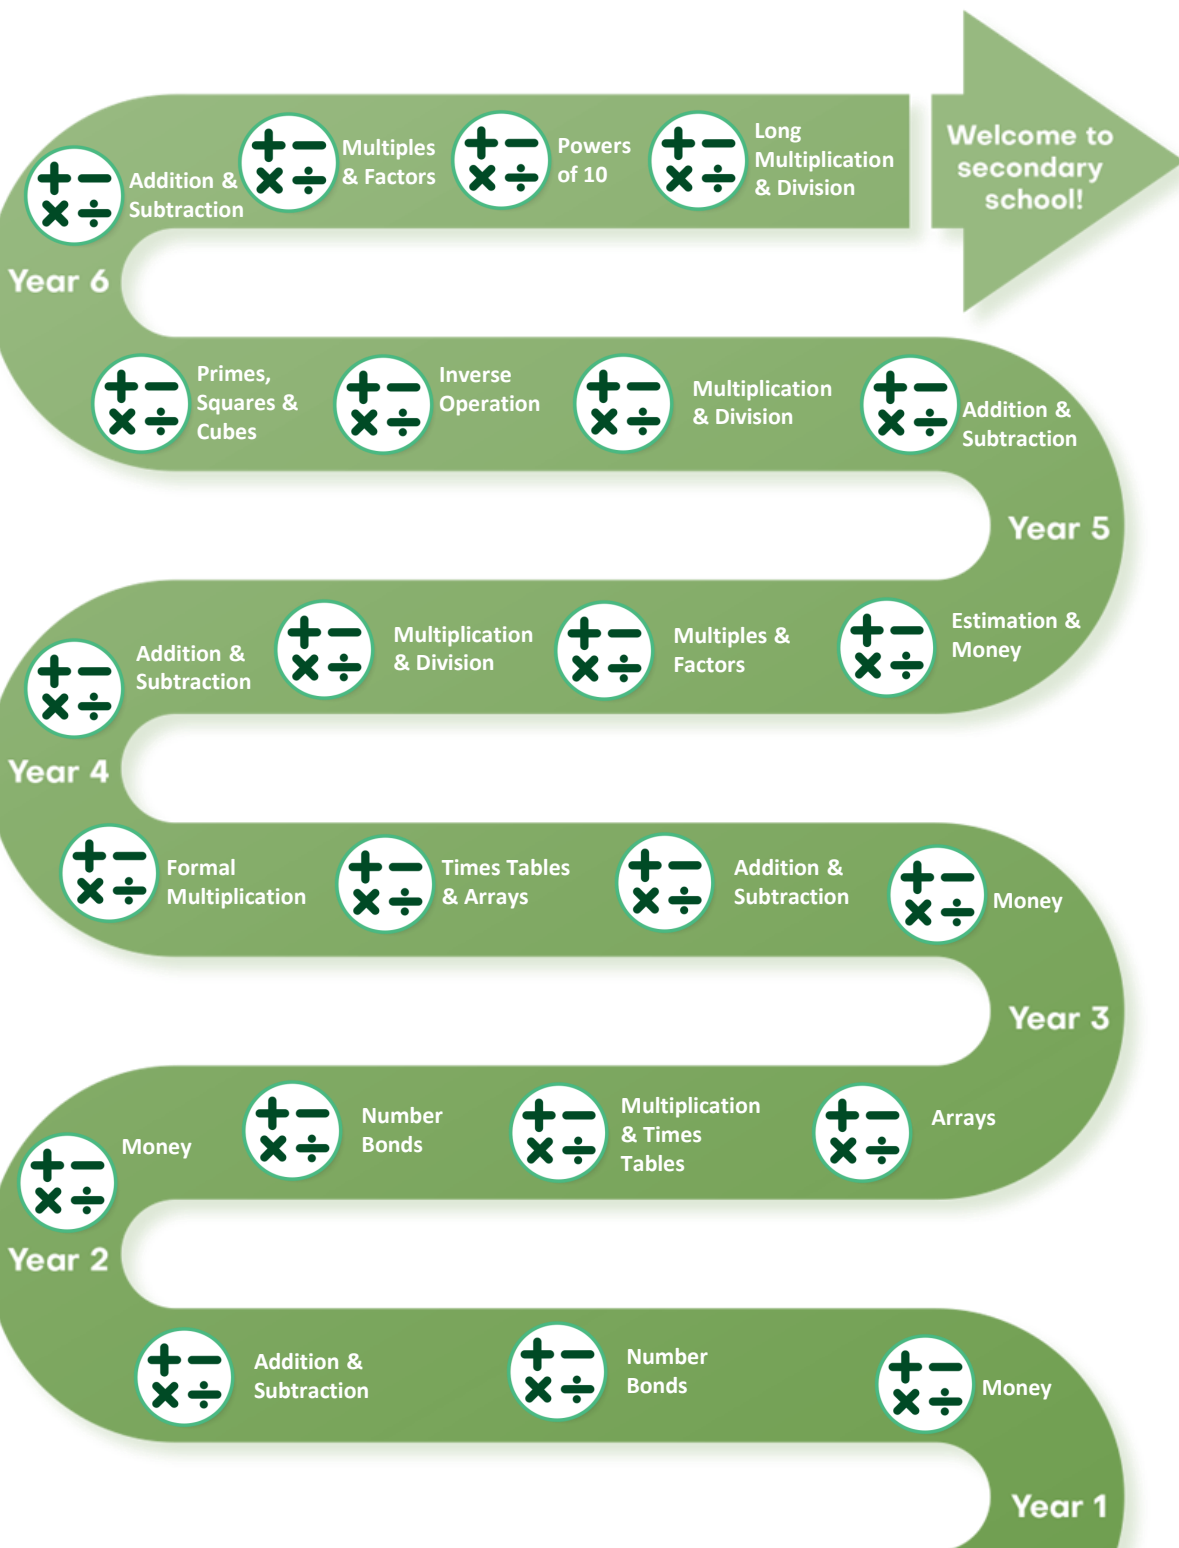 Welcome to
secondary
school!
Addition &
Subtraction
Multiples
& Factors
Powers
of 10
Long
Multiplication
& Division
Year 6
Primes,
Squares &
Cubes
Inverse
Operation
Multiplication
& Division
Addition &
Subtraction
Year 5
Addition &
Subtraction
Multiplication
& Division
Multiples &
Factors
Estimation &
Money
Year 4
Formal
Multiplication
Times Tables
& Arrays
Addition &
Subtraction
Money
Year 3
Money
Number
Bonds
Multiplication
& Times
Tables
Arrays
Year 2
Addition &
Subtraction
Number
Bonds
Money
Year 1